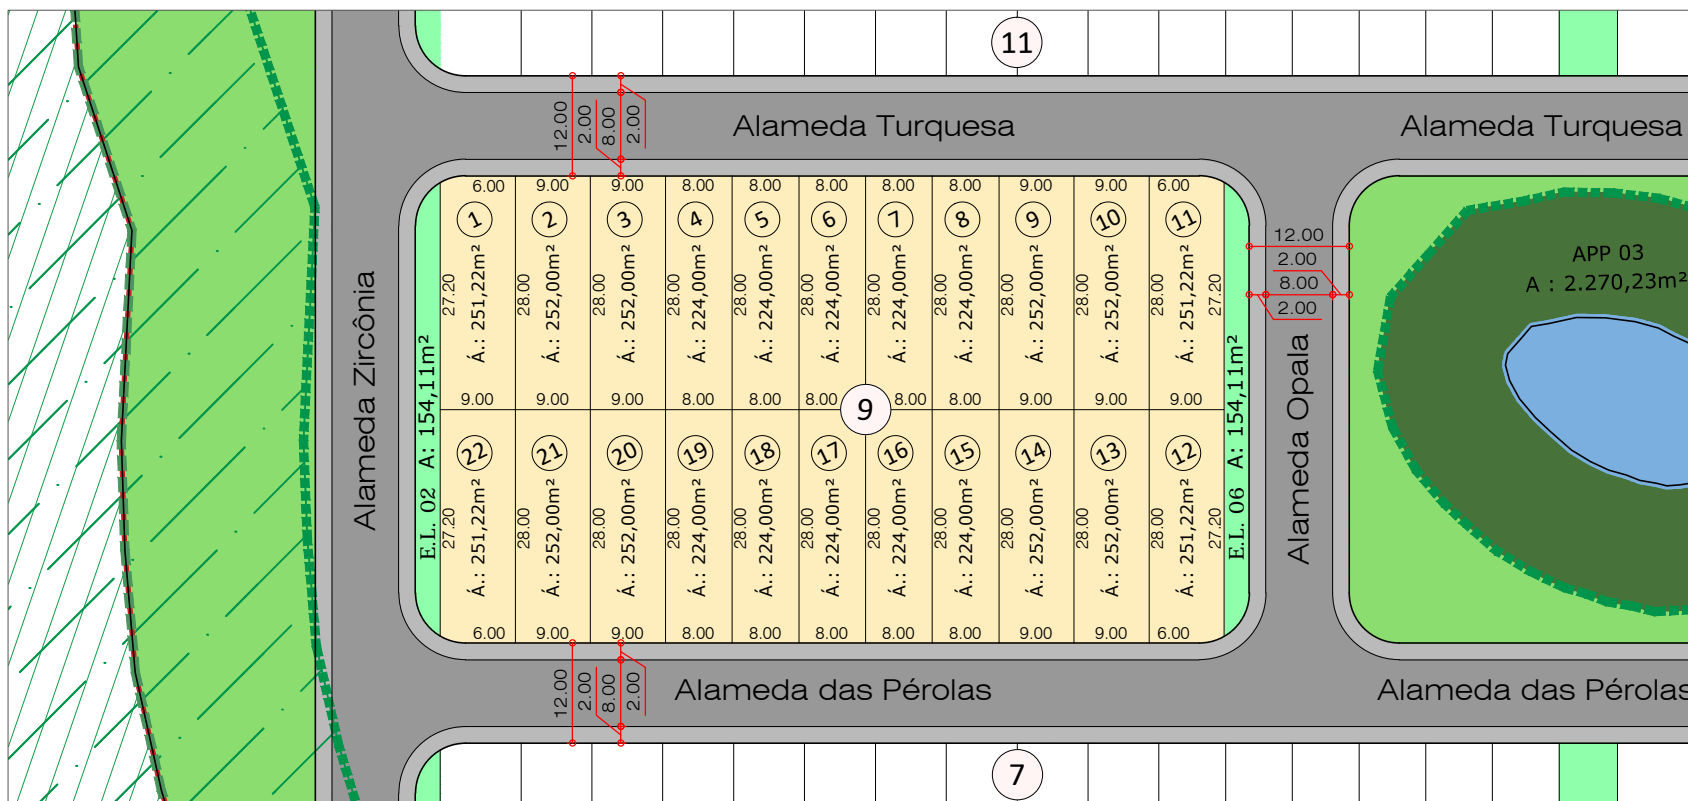 11
12.00
2.00
8.00
2.00
Alameda Turquesa
Alameda Turquesa
6.00 9.00 9.00 8.00 8.00 8.00 8.00 8.00 9.00 9.00 6.00
1 2 3 4 5 6 7 8 9 10 11
27.20 Á.: 251,22m²
28.00 Á.: 252,00m²
28.00 Á.: 252,00m²
28.00 Á.: 224,00m²
28.00 Á.: 224,00m²
28.00 Á.: 224,00m²
28.00 Á.: 224,00m²
28.00 Á.: 224,00m²
28.00 Á.: 252,00m²
28.00 Á.: 252,00m²
28.00 Á.: 251,22m² 27.20
12.00
2.00
8.00
2.00
APP 03
A : 2.270,23m²
Alameda Zircônia
E.L. 02 A: 154,11m²
9.00 9.00 9.00 8.00 8.00 8.00 8.00 8.00 9.00 9.00 9.00
9
E.L. 06 A: 154,11m²
Alameda Opala
22 21 20 19 18 17 16 15 14 13 12
27.20 Á.: 251,22m²
28.00 Á.: 252,00m²
28.00 Á.: 252,00m²
28.00 Á.: 224,00m²
28.00 Á.: 224,00m²
28.00 Á.: 224,00m²
28.00 Á.: 224,00m²
28.00 Á.: 224,00m²
28.00 Á.: 252,00m²
28.00 Á.: 252,00m²
28.00 Á.: 251,22m² 27.20
6.00 9.00 9.00 8.00 8.00 8.00 8.00 8.00 9.00 9.00 6.00
12.00
2.00
8.00
2.00
Alameda das Pérolas
Alameda das Pérolas
7